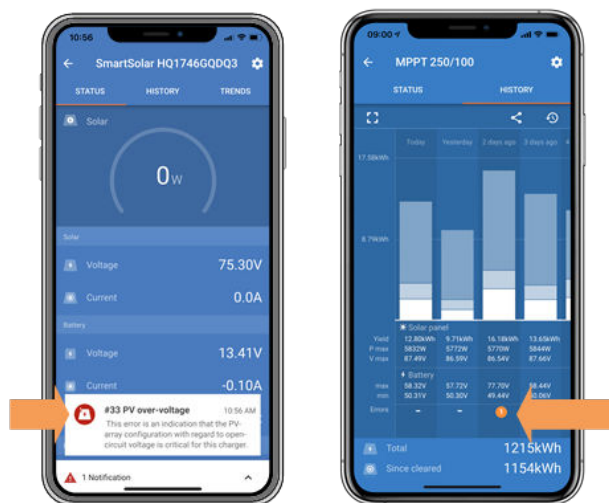 10:56
SmartSolar HQ1746GQDQ3
STATUS HISTORY TRENDS
Solar
0W
Solar
Voltage 75.30V
Current 0.0A
Battery
Voltage 13.41V
Current -0.10A
#33 PV over-voltage 10:56 AM
This error is an indication that the PV-
array configuration with regard to open-
circuit voltage is critical for this charger.
1 Notification
09:00
MPPT 250/100
STATUS HISTORY
Today Yesterday 2 days ago 3 days ago 4
17.58kWh
8.79kWh
Solar panel
Yield 12.80kWh 9.71kWh 16.18kWh 13.65kWh
P max 5832W 5772W 5770W 5844W
V max 87.49V 86.59V 86.54V 87.66V
Battery
max 58.32V 57.72V 77.70V 58.44V
min 50.31V 50.30V 49.44V 50.06V
Errors - - 1
Total 1215kWh
Since cleared 1154kWh